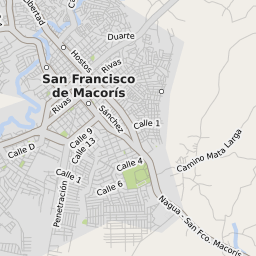 Libertad
Duarte
Hostos
Rivas
San Francisco
de Macorís
Rivas
Sánchez
Calle 1
Calle 9
Calle 13
Calle D
Calle 4
Camino Mata Larga
Calle 1
Calle 6
Penetración
Nagua - San Fco. Macorís